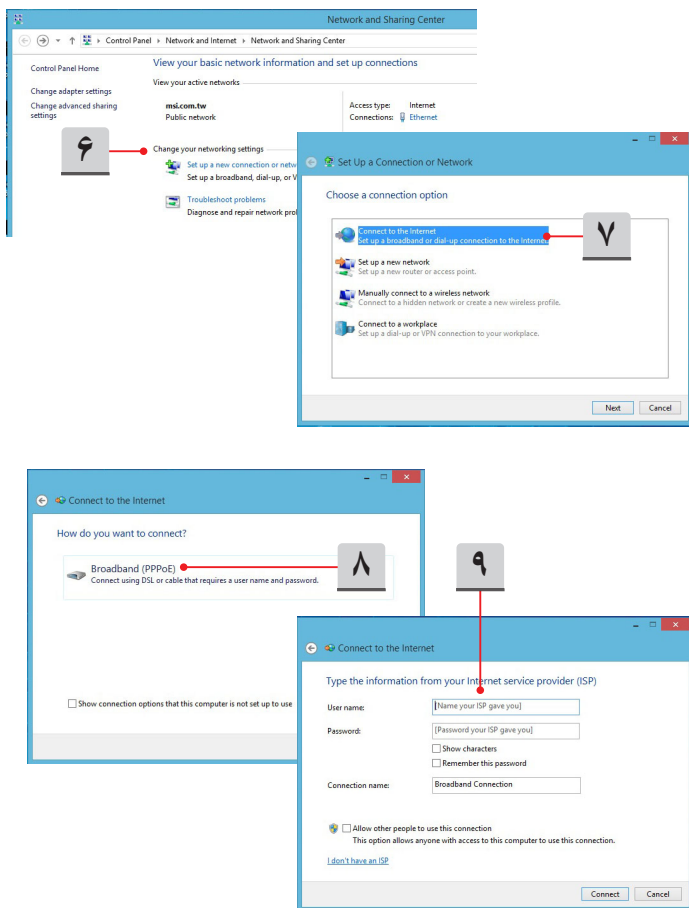 Network and Sharing Center
Control Panel ▸ Network and Internet ▸ Network and Sharing Center
Control Panel Home
Change adapter settings
Change advanced sharing
settings
View your basic network information and set up connections
View your active networks
msi.com.tw
Public network
Access type: Internet
Connections: Ethernet
۶
Change your networking settings
Set up a new connection or netw
Set up a broadband, dial-up, or V
Troubleshoot problems
Diagnose and repair network prol
Set Up a Connection or Network
Choose a connection option
Connect to the Internet
Set up a broadband or dial-up connection to the Internet
۷
Set up a new network
Set up a new router or access point.
Manually connect to a wireless network
Connect to a hidden network or create a new wireless profile.
Connect to a workplace
Set up a dial-up or VPN connection to your workplace.
Next Cancel
Connect to the Internet
How do you want to connect?
Broadband (PPPoE)
Connect using DSL or cable that requires a user name and password.
۸
Show connection options that this computer is not set up to use
۹
Connect to the Internet
Type the information from your Internet service provider (ISP)
User name: [Name your ISP gave you]
Password: [Password your ISP gave you]
Show characters
Remember this password
Connection name: Broadband Connection
Allow other people to use this connection
This option allows anyone with access to this computer to use this connection.
I don't have an ISP
Connect Cancel